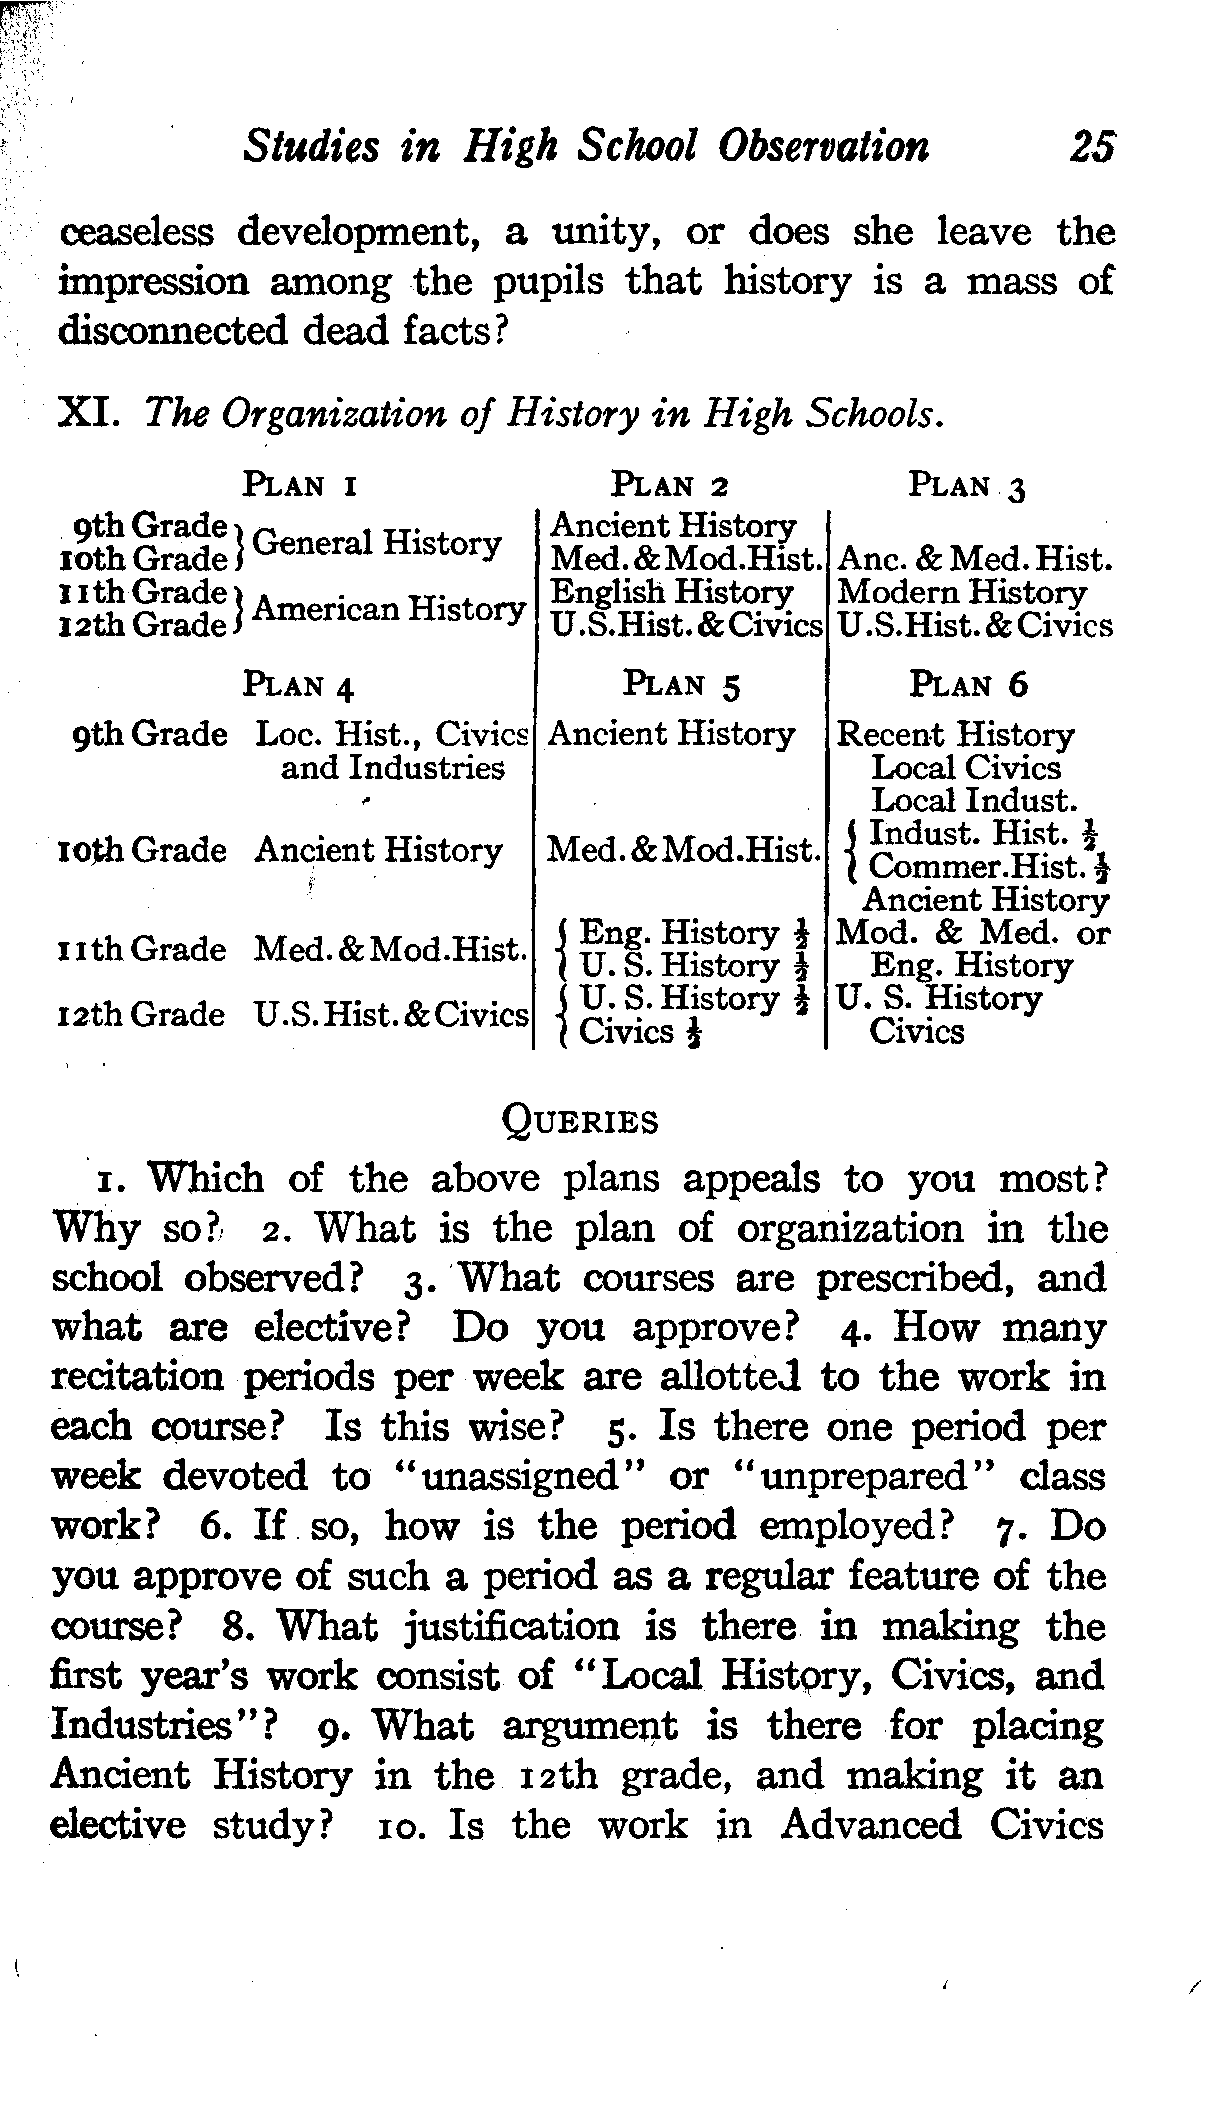 Studies in High School Observation 25
ceaseless development, a unity, or does she leave the
impression among the pupils that history is a mass of
disconnected dead facts?
XI. The Organization of History in High Schools.
PLAN 1 PLAN 2 PLAN 3
9th Grade } General History Ancient History
10th Grade } Med. & Mod. Hist. Anc. & Med. Hist.
11th Grade } American History English History Modern History
12th Grade } U.S. Hist. & Civics U.S. Hist. & Civics
PLAN 4 PLAN 5 PLAN 6
9th Grade Loc. Hist., Civics Ancient History Recent History
and Industries Local Civics
Local Indust.
10th Grade Ancient History Med. & Mod. Hist. { Indust. Hist. ½
{ Commer. Hist. ½
Ancient History
11th Grade Med. & Mod. Hist. { Eng. History ½ Mod. & Med. or
{ U. S. History ½ Eng. History
12th Grade U.S. Hist. & Civics { U. S. History ½ U. S. History
{ Civics ½ Civics
QUERIES
1. Which of the above plans appeals to you most?
Why so? 2. What is the plan of organization in the
school observed? 3. What courses are prescribed, and
what are elective? Do you approve? 4. How many
recitation periods per week are allotted to the work in
each course? Is this wise? 5. Is there one period per
week devoted to "unassigned" or "unprepared" class
work? 6. If so, how is the period employed? 7. Do
you approve of such a period as a regular feature of the
course? 8. What justification is there in making the
first year's work consist of "Local History, Civics, and
Industries"? 9. What argument is there for placing
Ancient History in the 12th grade, and making it an
elective study? 10. Is the work in Advanced Civics